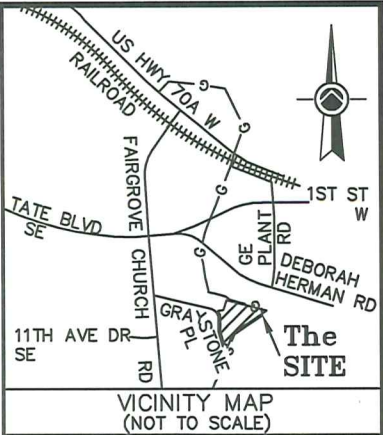 US HWY 70A W
RAILROAD
G
G
G
G
G
FAIRGROVE CHURCH RD
1ST ST
W
TATE BLVD
SE
GE
PLANT
RD
DEBORAH
HERMAN RD
GRAYSTONE
PL
11TH AVE DR
SE
The
SITE
VICINITY MAP
(NOT TO SCALE)